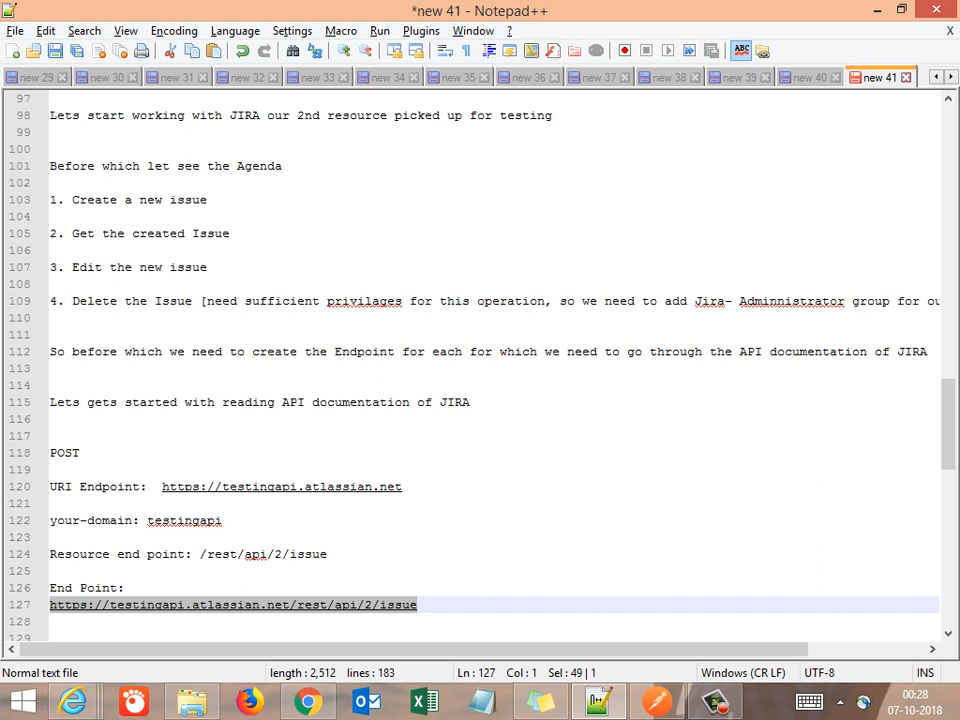 *new 41 - Notepad++
File Edit Search View Encoding Language Settings Macro Run Plugins Window ? X
new 29 new 30 new 31 new 32 new 33 new 34 new 35 new 36 new 37 new 38 new 39 new 40 new 41
97
98 Lets start working with JIRA our 2nd resource picked up for testing
99
100
101 Before which let see the Agenda
102
103 1. Create a new issue
104
105 2. Get the created Issue
106
107 3. Edit the new issue
108
109 4. Delete the Issue [need sufficient privilages for this operation, so we need to add Jira- Adminnistrator group for ou
110
111
112 So before which we need to create the Endpoint for each for which we need to go through the API documentation of JIRA
113
114
115 Lets gets started with reading API documentation of JIRA
116
117
118 POST
119
120 URI Endpoint: https://testingapi.atlassian.net
121
122 your-domain: testingapi
123
124 Resource end point: /rest/api/2/issue
125
126 End Point:
127 https://testingapi.atlassian.net/rest/api/2/issue
128
129
Normal text file length : 2,512 lines : 183 Ln : 127 Col : 1 Sel : 49 | 1 Windows (CR LF) UTF-8 INS
00:28
07-10-2018